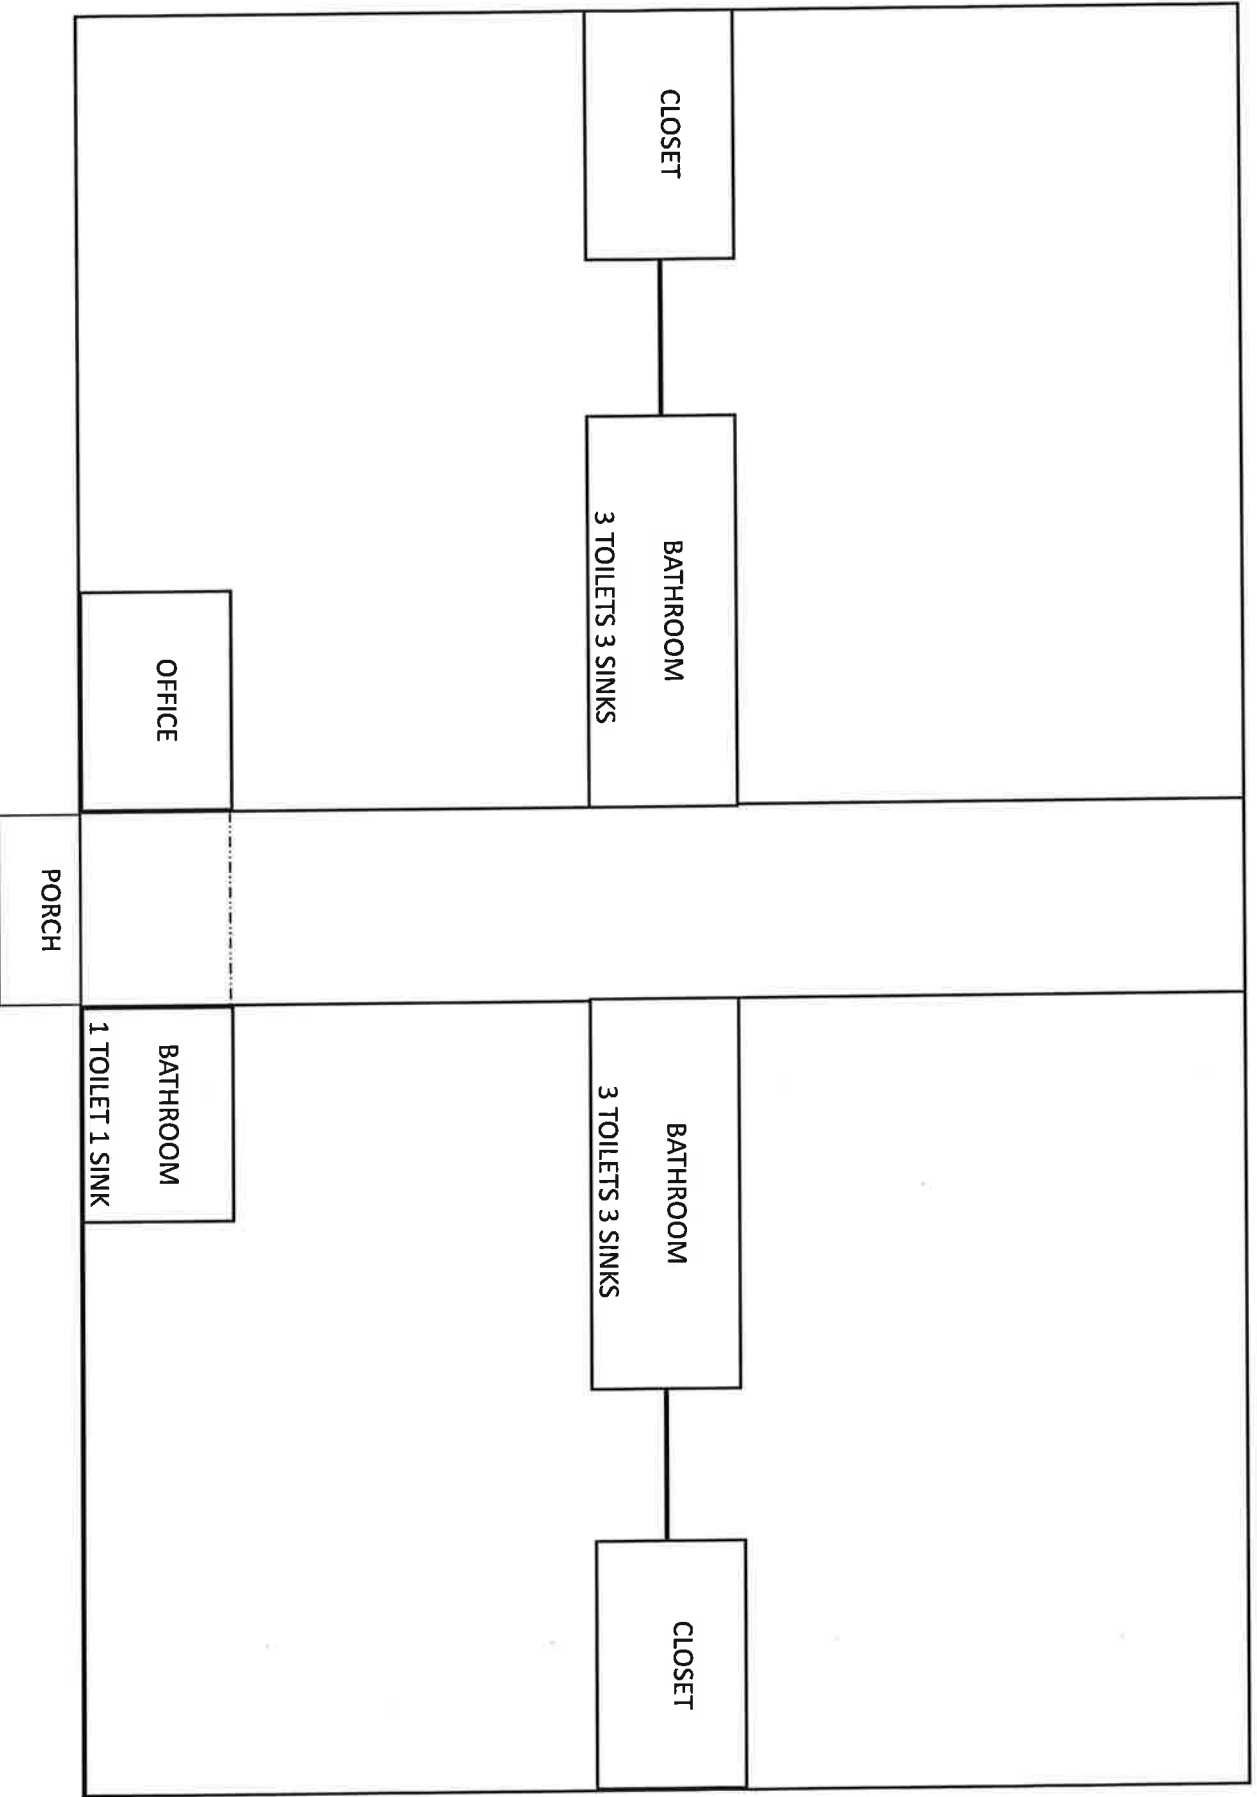 CLOSET
BATHROOM
3 TOILETS 3 SINKS
BATHROOM
3 TOILETS 3 SINKS
CLOSET
OFFICE
BATHROOM
1 TOILET 1 SINK
PORCH